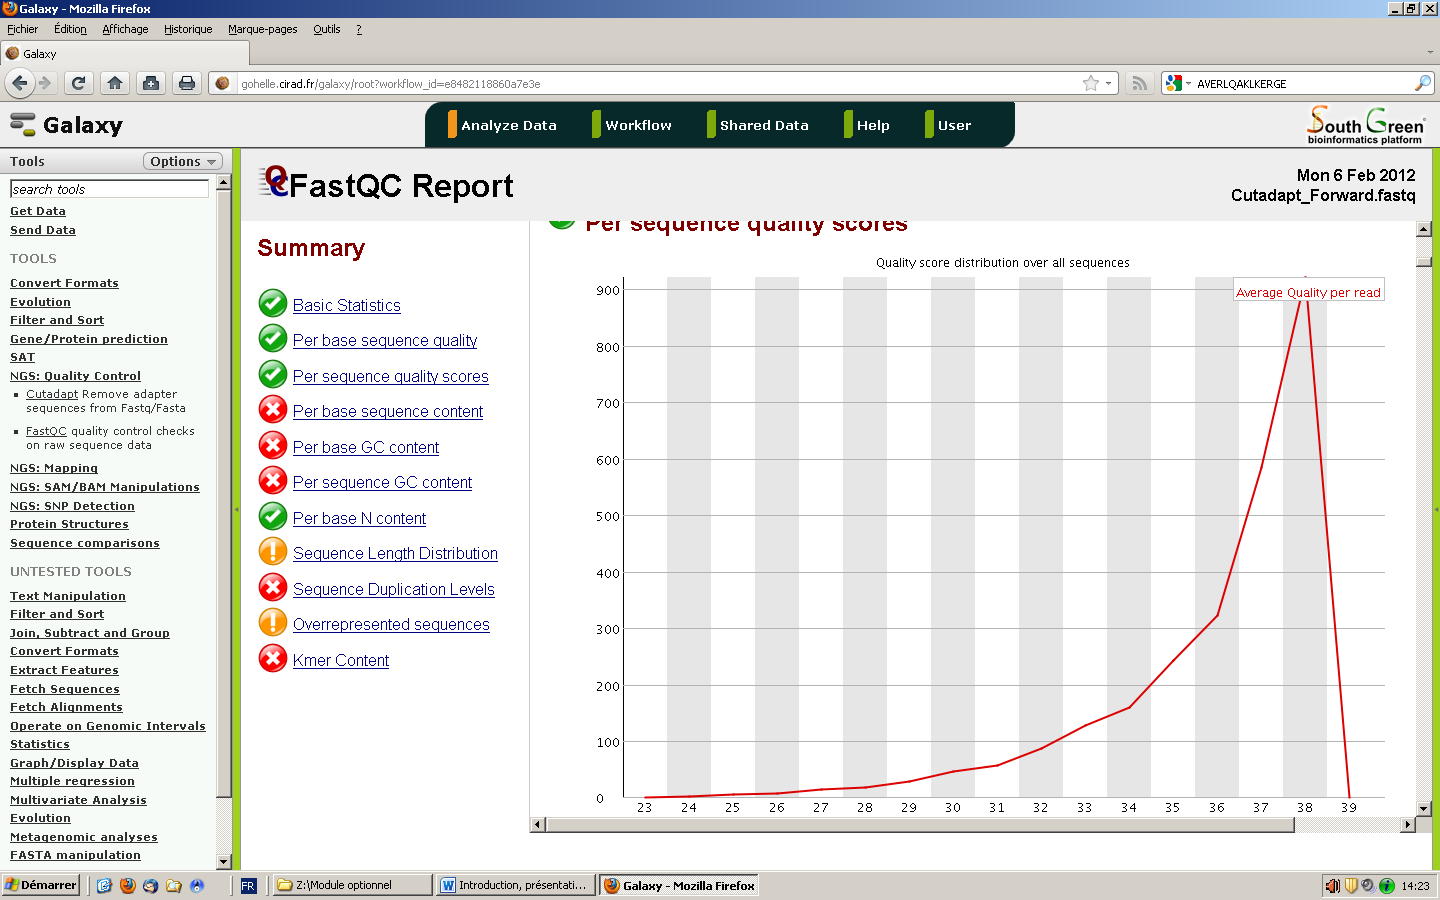 Galaxy - Mozilla Firefox
Fichier Édition Affichage Historique Marque-pages Outils ?
Galaxy
gohelle.cirad.fr/galaxy/root?workflow_id=e8482118860a7e3e
AVERLQAKLKERGE
Galaxy
Analyze Data Workflow Shared Data Help User
South Green
bioinformatics platform
Tools Options
search tools
Get Data
Send Data
TOOLS
Convert Formats
Evolution
Filter and Sort
Gene/Protein prediction
SAT
NGS: Quality Control
Cutadapt Remove adapter
sequences from Fastq/Fasta
FastQC quality control checks
on raw sequence data
NGS: Mapping
NGS: SAM/BAM Manipulations
NGS: SNP Detection
Protein Structures
Sequence comparisons
UNTESTED TOOLS
Text Manipulation
Filter and Sort
Join, Subtract and Group
Convert Formats
Extract Features
Fetch Sequences
Fetch Alignments
Operate on Genomic Intervals
Statistics
Graph/Display Data
Multiple regression
Multivariate Analysis
Evolution
Metagenomic analyses
FASTA manipulation
QC FastQC Report
Mon 6 Feb 2012
Cutadapt_Forward.fastq
Summary
Basic Statistics
Per base sequence quality
Per sequence quality scores
Per base sequence content
Per base GC content
Per sequence GC content
Per base N content
Sequence Length Distribution
Sequence Duplication Levels
Overrepresented sequences
Kmer Content
Per sequence quality scores
Quality score distribution over all sequences
Average Quality per read
900
800
700
600
500
400
300
200
100
0
23 24 25 26 27 28 29 30 31 32 33 34 35 36 37 38 39
Démarrer FR Z:\Module optionnel Introduction, présentati... Galaxy - Mozilla Firefox 14:23